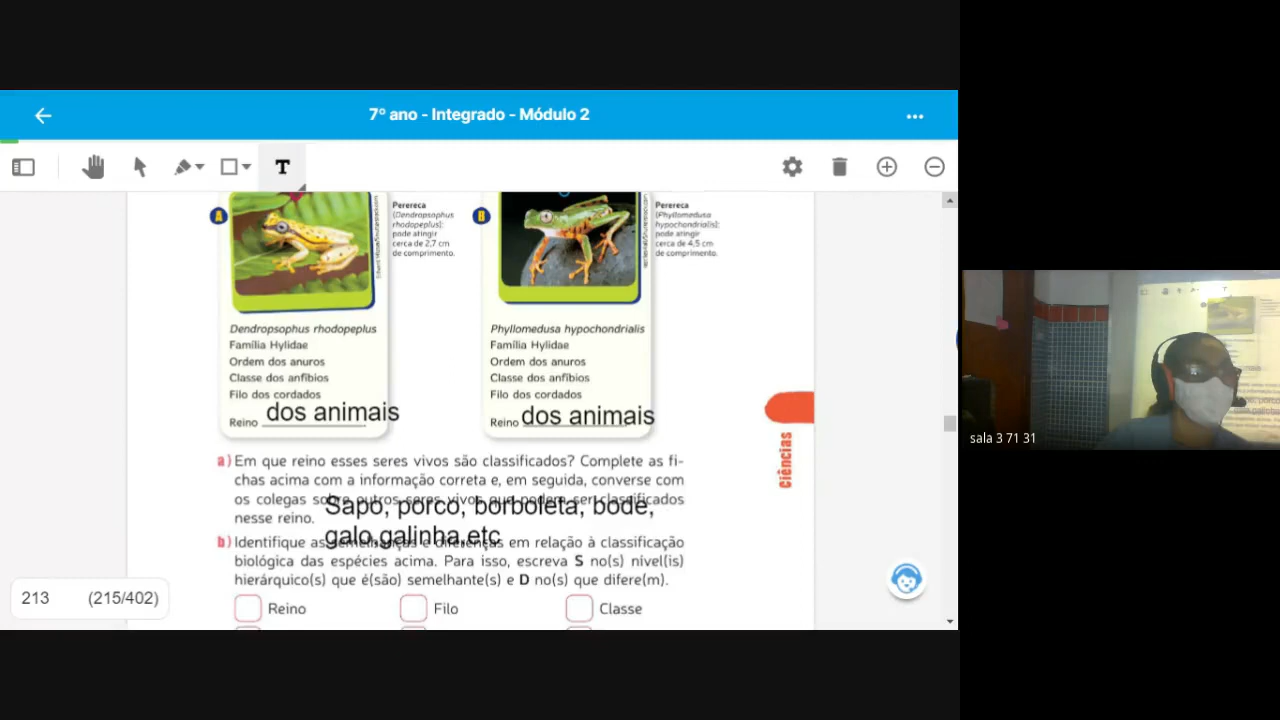 7º ano - Integrado - Módulo 2
T
A
Perereca
(Dendropsophus
rhodopeplus):
pode atingir
cerca de 2,7 cm
de comprimento.
B
Perereca
(Phyllomedusa
hypochondrialis):
pode atingir
cerca de 4,5 cm
de comprimento.
Dendropsophus rhodopeplus
Família Hylidae
Ordem dos anuros
Classe dos anfíbios
Filo dos cordados
Reino dos animais
Phyllomedusa hypochondrialis
Família Hylidae
Ordem dos anuros
Classe dos anfíbios
Filo dos cordados
Reino dos animais
Ciências
a) Em que reino esses seres vivos são classificados? Complete as fi-
chas acima com a informação correta e, em seguida, converse com
os colegas sobre outros seres vivos que podem ser classificados
nesse reino.
Sapo, porco, borboleta, bode,
galo,galinha,etc
b) Identifique as semelhanças e diferenças em relação à classificação
biológica das espécies acima. Para isso, escreva S no(s) nível(is)
hierárquico(s) que é(são) semelhante(s) e D no(s) que difere(m).
Reino Filo Classe
213 (215/402)
sala 3 71 31